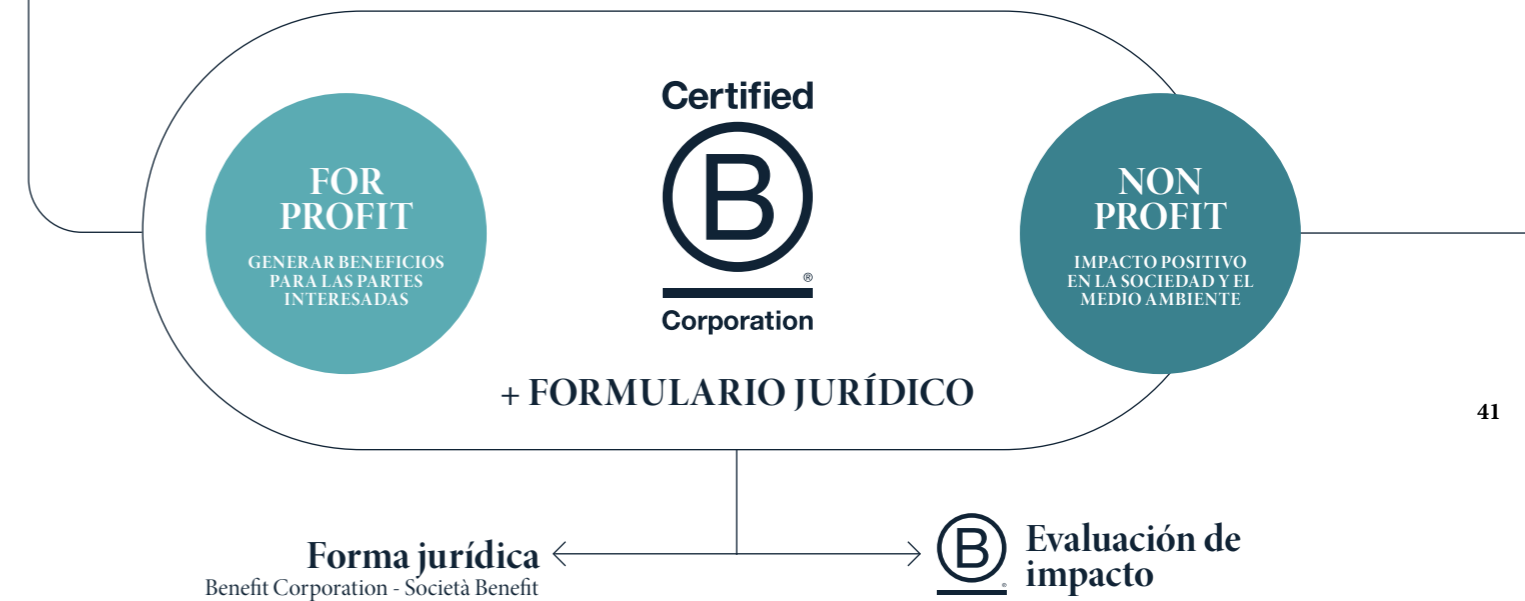 Certified
B
®
Corporation
FOR
PROFIT
GENERAR BENEFICIOS
PARA LAS PARTES
INTERESADAS
NON
PROFIT
IMPACTO POSITIVO
EN LA SOCIEDAD Y EL
MEDIO AMBIENTE
+ FORMULARIO JURÍDICO
41
Forma jurídica
Benefit Corporation - Società Benefit
B
®
Evaluación de
impacto